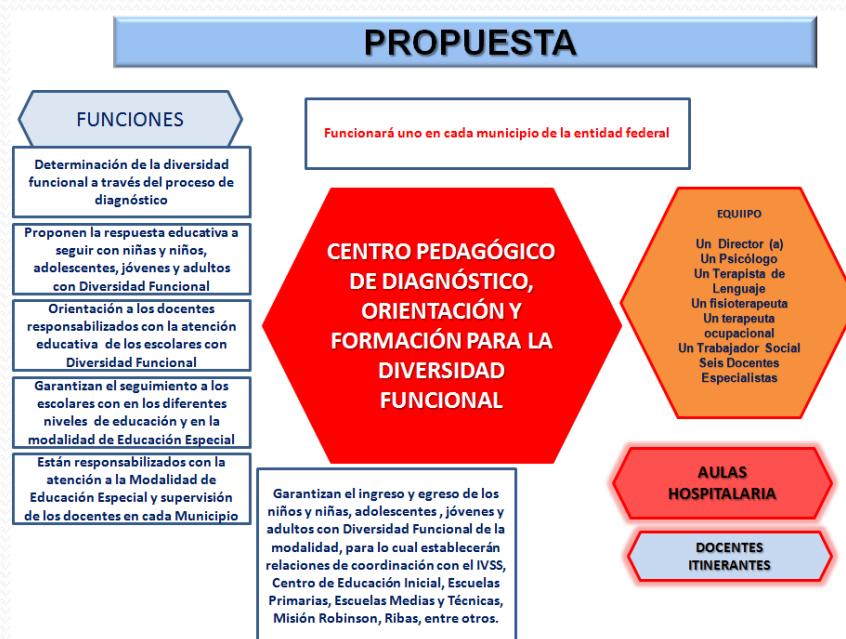 PROPUESTA
FUNCIONES
Determinación de la diversidad
funcional a través del proceso de
diagnóstico
Proponen la respuesta educativa a
seguir con niñas y niños,
adolescentes, jóvenes y adultos
con Diversidad Funcional
Orientación a los docentes
responsabilizados con la atención
educativa de los escolares con
Diversidad Funcional
Garantizan el seguimiento a los
escolares con en los diferentes
niveles de educación y en la
modalidad de Educación Especial
Están responsabilizados con la
atención a la Modalidad de
Educación Especial y supervisión
de los docentes en cada Municipio
Funcionará uno en cada municipio de la entidad federal
CENTRO PEDAGÓGICO
DE DIAGNÓSTICO,
ORIENTACIÓN Y
FORMACIÓN PARA LA
DIVERSIDAD
FUNCIONAL
Garantizan el ingreso y egreso de los
niños y niñas, adolescentes , jóvenes y
adultos con Diversidad Funcional de la
modalidad, para lo cual establecerán
relaciones de coordinación con el IVSS,
Centro de Educación Inicial, Escuelas
Primarias, Escuelas Medias y Técnicas,
Misión Robinson, Ribas, entre otros.
EQUIIPO
Un Director (a)
Un Psicólogo
Un Terapista de
Lenguaje
Un fisioterapeuta
Un terapeuta
ocupacional
Un Trabajador Social
Seis Docentes
Especialistas
AULAS
HOSPITALARIA
DOCENTES
ITINERANTES